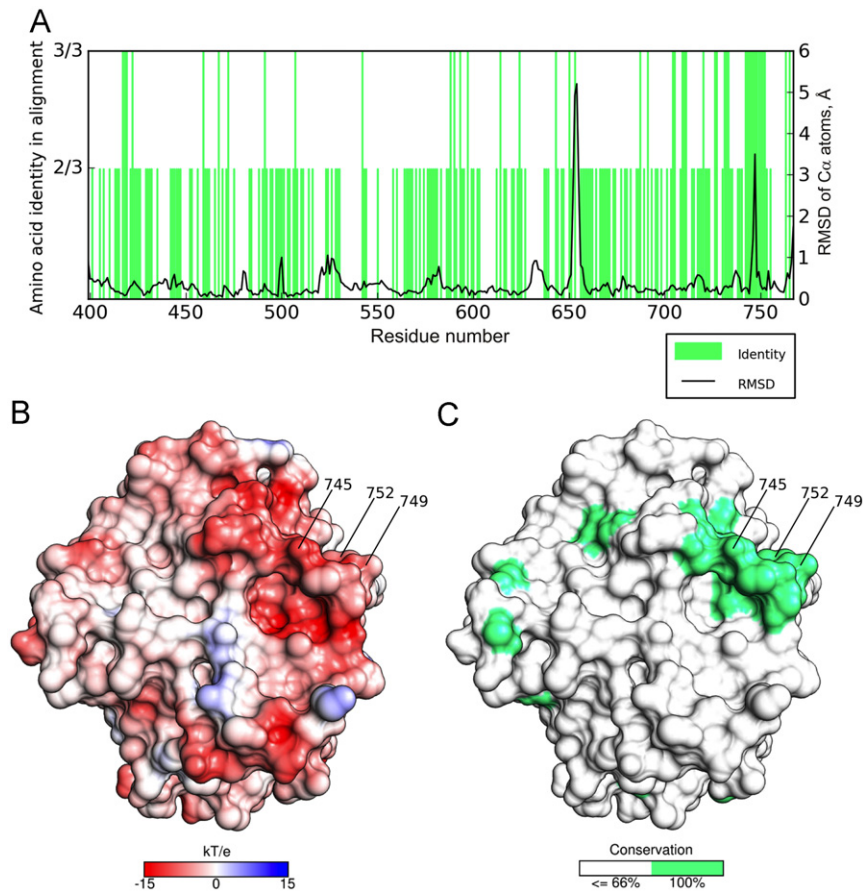 A
Amino acid identity in alignment
3/3
2/3
6
5
4
3
2
1
0
RMSD of Cα atoms, Å
400 450 500 550 600 650 700 750
Residue number
Identity
RMSD
B
745
752
749
kT/e
-15 0 15
C
745
752
749
Conservation
<= 66% 100%